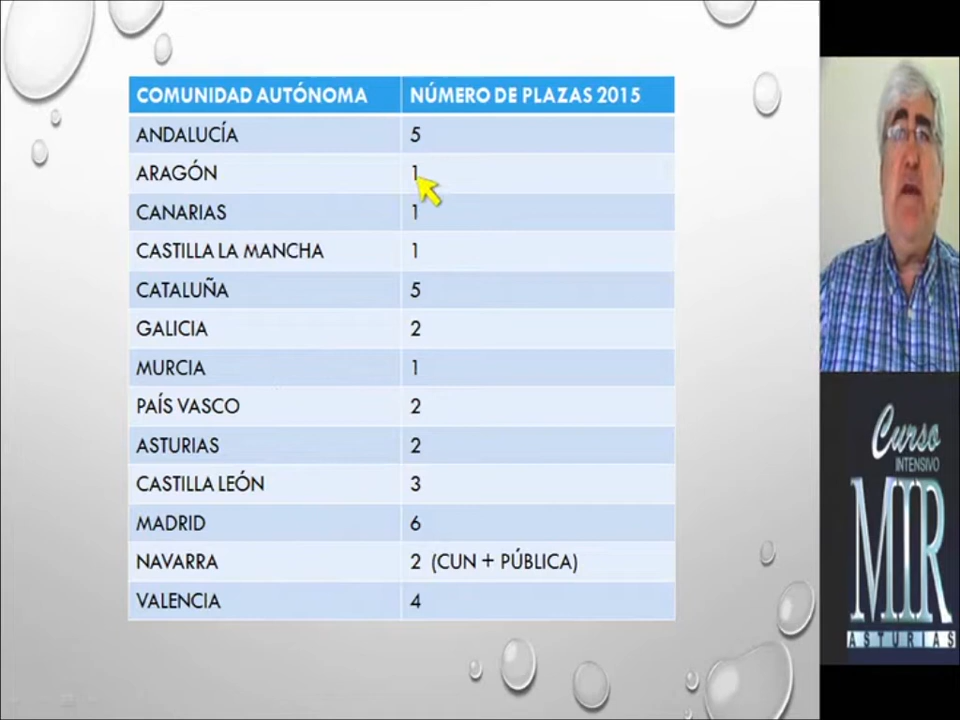 COMUNIDAD AUTÓNOMA NÚMERO DE PLAZAS 2015
ANDALUCÍA 5
ARAGÓN 1
CANARIAS 1
CASTILLA LA MANCHA 1
CATALUÑA 5
GALICIA 2
MURCIA 1
PAÍS VASCO 2
ASTURIAS 2
CASTILLA LEÓN 3
MADRID 6
NAVARRA 2 (CUN + PÚBLICA)
VALENCIA 4
Curso
INTENSIVO
MIR
ASTURIAS